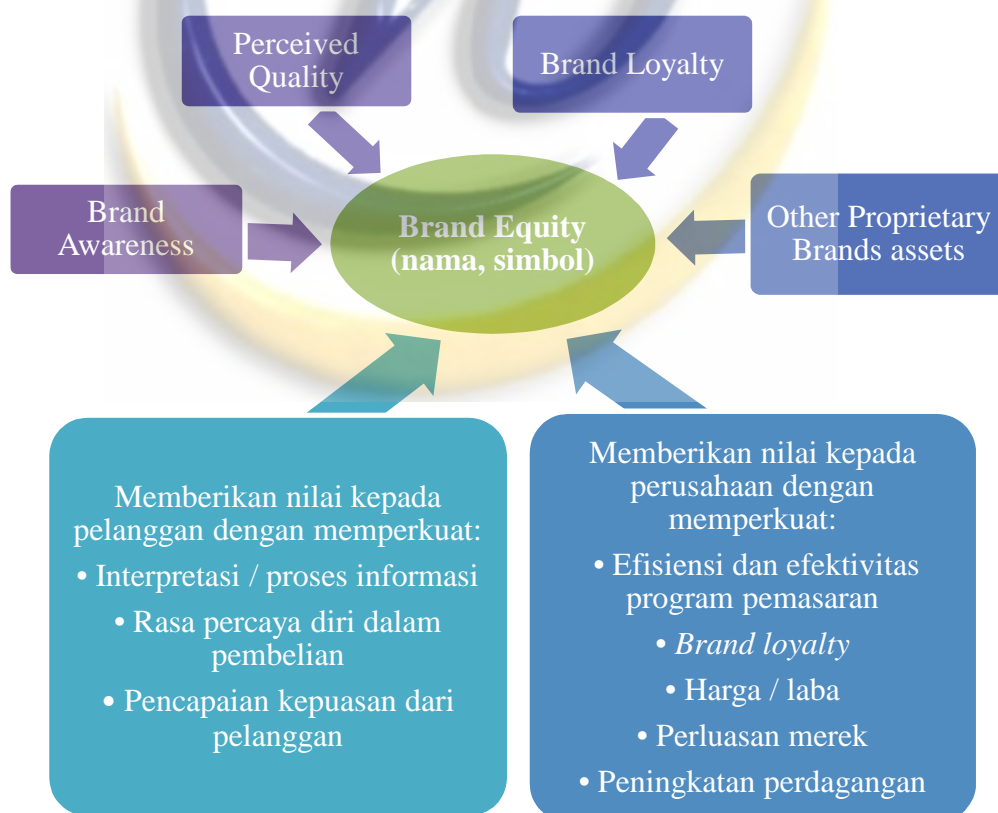 Perceived
Quality
Brand Loyalty
Brand
Awareness
Brand Equity
(nama, simbol)
Other Proprietary
Brands assets
Memberikan nilai kepada
pelanggan dengan memperkuat:
• Interpretasi / proses informasi
• Rasa percaya diri dalam
pembelian
• Pencapaian kepuasan dari
pelanggan
Memberikan nilai kepada
perusahaan dengan
memperkuat:
• Efisiensi dan efektivitas
program pemasaran
• Brand loyalty
• Harga / laba
• Perluasan merek
• Peningkatan perdagangan